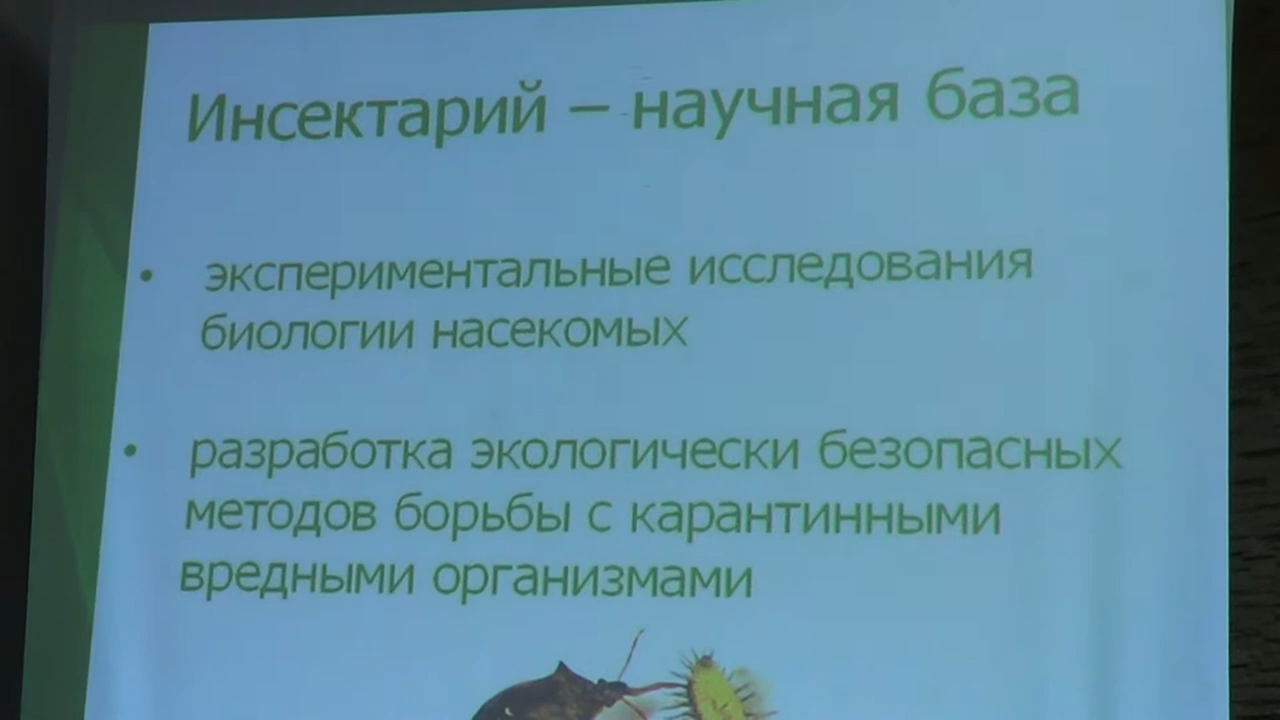 Инсектарий – научная база
• экспериментальные исследования
биологии насекомых
• разработка экологически безопасных
методов борьбы с карантинными
вредными организмами